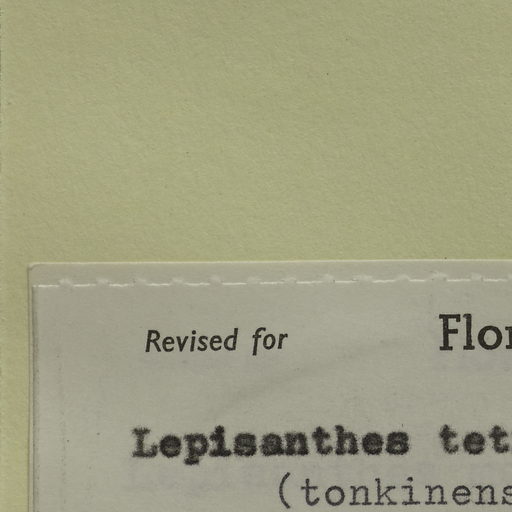 Revised for Flor
Lepisanthes tet
(tonkinens